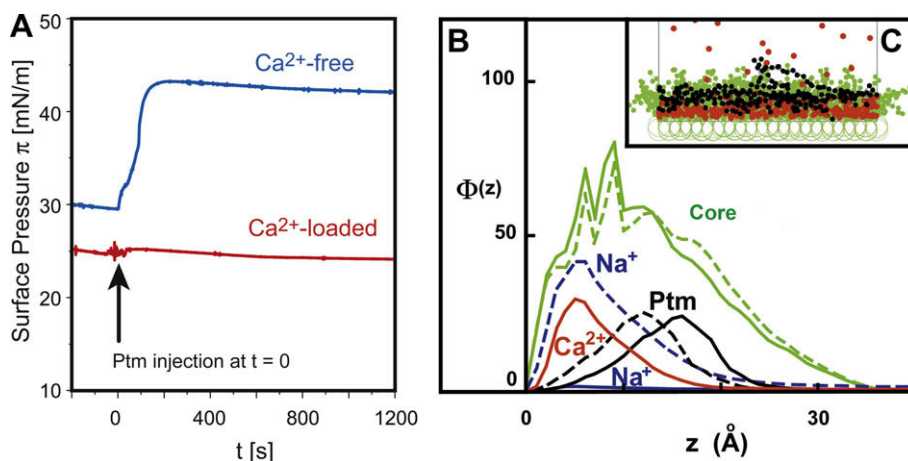 A
50
40
30
20
10
Surface Pressure π [mN/m]
Ca²⁺-free
Ca²⁺-loaded
Ptm injection at t = 0
0
400
800
1200
t [s]
B
100
50
0
Φ(z)
C
Core
Na⁺
Ptm
Ca²⁺
Na⁺
0
30
z (Å)